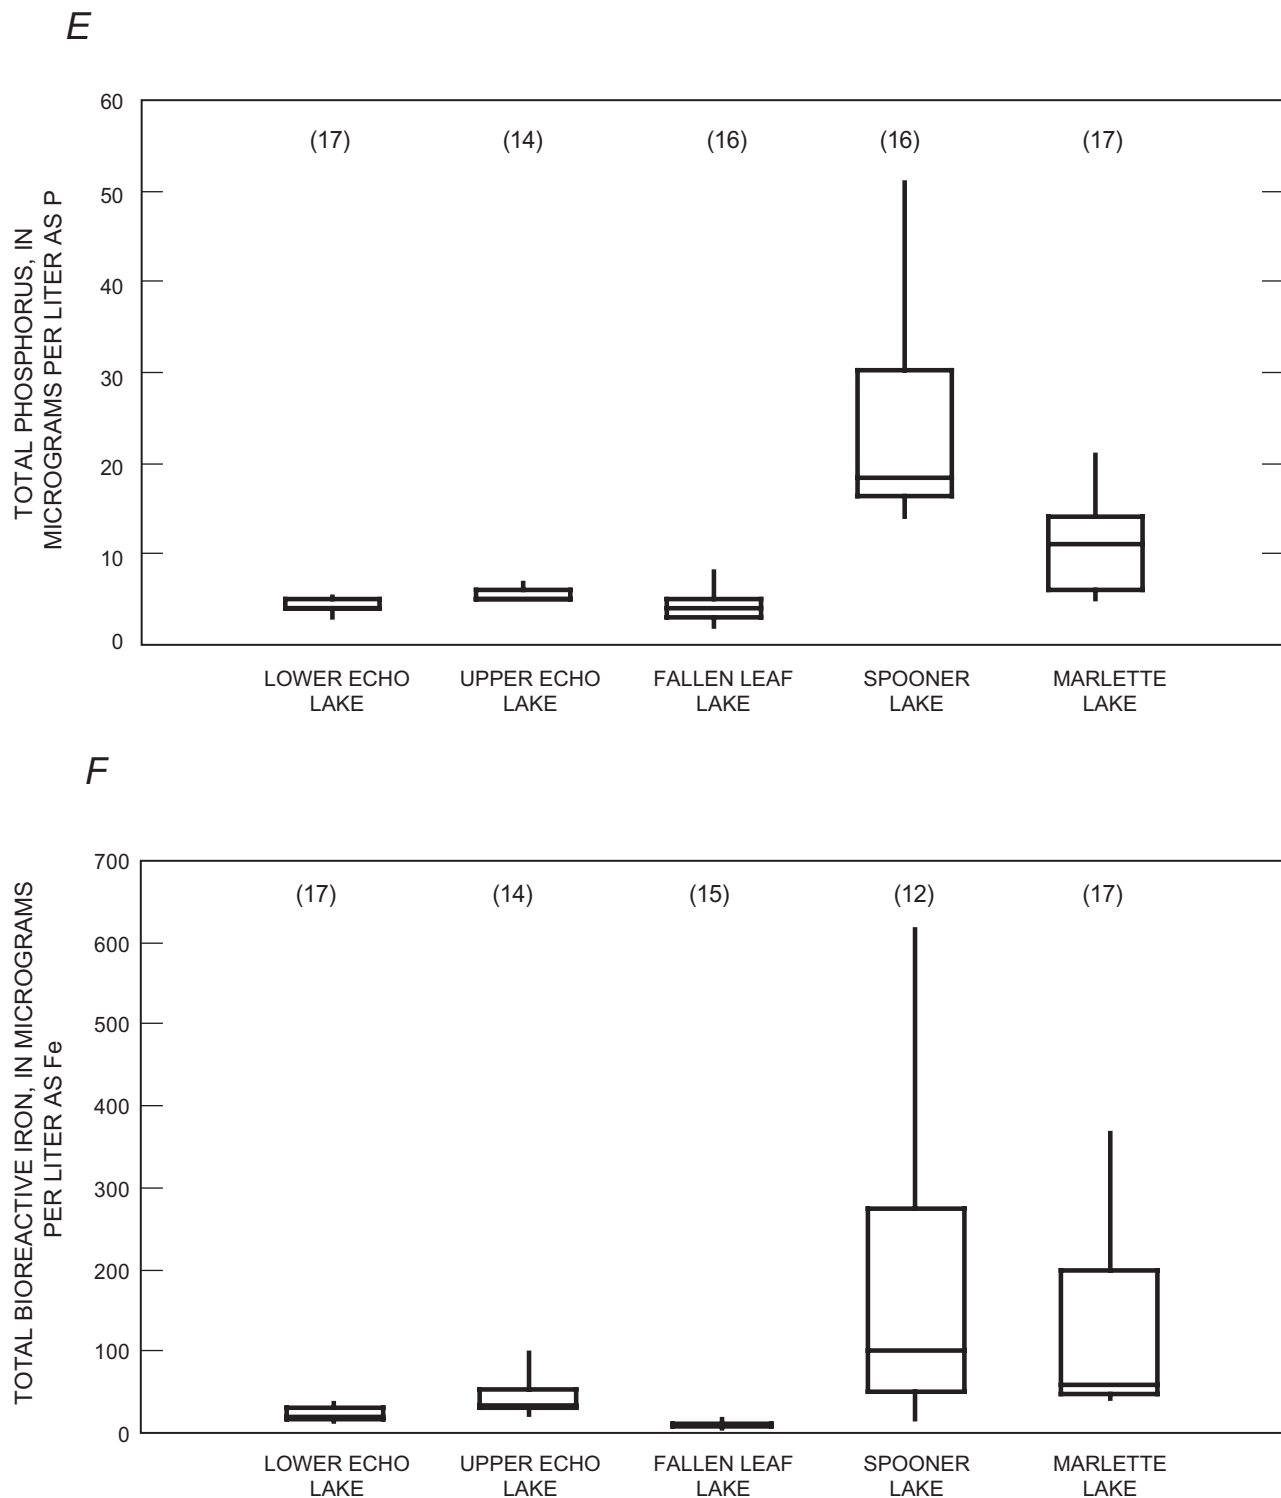 E
TOTAL PHOSPHORUS, IN
MICROGRAMS PER LITER AS P
60
50
40
30
20
10
0
(17) (14) (16) (16) (17)
LOWER ECHO
LAKE
UPPER ECHO
LAKE
FALLEN LEAF
LAKE
SPOONER
LAKE
MARLETTE
LAKE
F
TOTAL BIOREACTIVE IRON, IN MICROGRAMS
PER LITER AS Fe
700
600
500
400
300
200
100
0
(17) (14) (15) (12) (17)
LOWER ECHO
LAKE
UPPER ECHO
LAKE
FALLEN LEAF
LAKE
SPOONER
LAKE
MARLETTE
LAKE